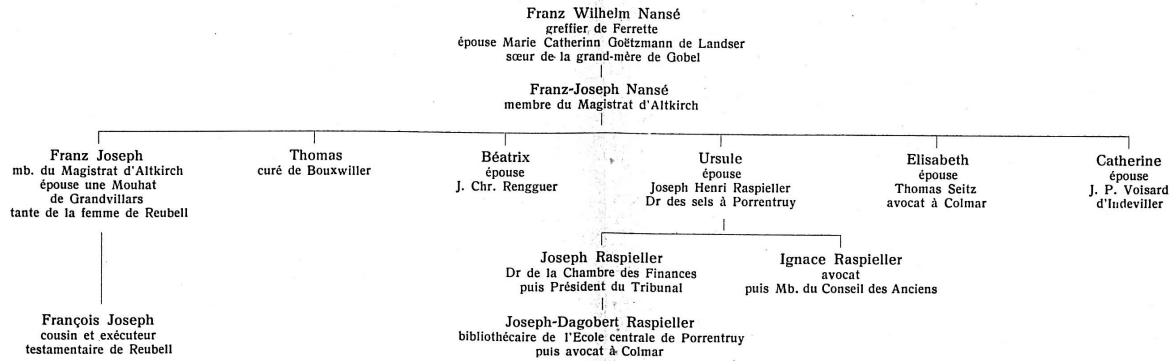 Franz Wilhelm Nansé
greffier de Ferrette
épouse Marie Catherinn Goëtzmann de Landser
sœur de la grand-mère de Gobel
Franz-Joseph Nansé
membre du Magistrat d'Altkirch
Franz Joseph
mb. du Magistrat d'Altkirch
épouse une Mouhat
de Grandvillars
tante de la femme de Reubell
Thomas
curé de Bouxwiller
Béatrix
épouse
J. Chr. Rengguer
Ursule
épouse
Joseph Henri Raspieller
Dr des sels à Porrentruy
Elisabeth
épouse
Thomas Seitz
avocat à Colmar
Catherine
épouse
J. P. Voisard
d'Indeviller
Joseph Raspieller
Dr de la Chambre des Finances
puis Président du Tribunal
Ignace Raspieller
avocat
puis Mb. du Conseil des Anciens
François Joseph
cousin et exécuteur
testamentaire de Reubell
Joseph-Dagobert Raspieller
bibliothécaire de l'Ecole centrale de Porrentruy
puis avocat à Colmar